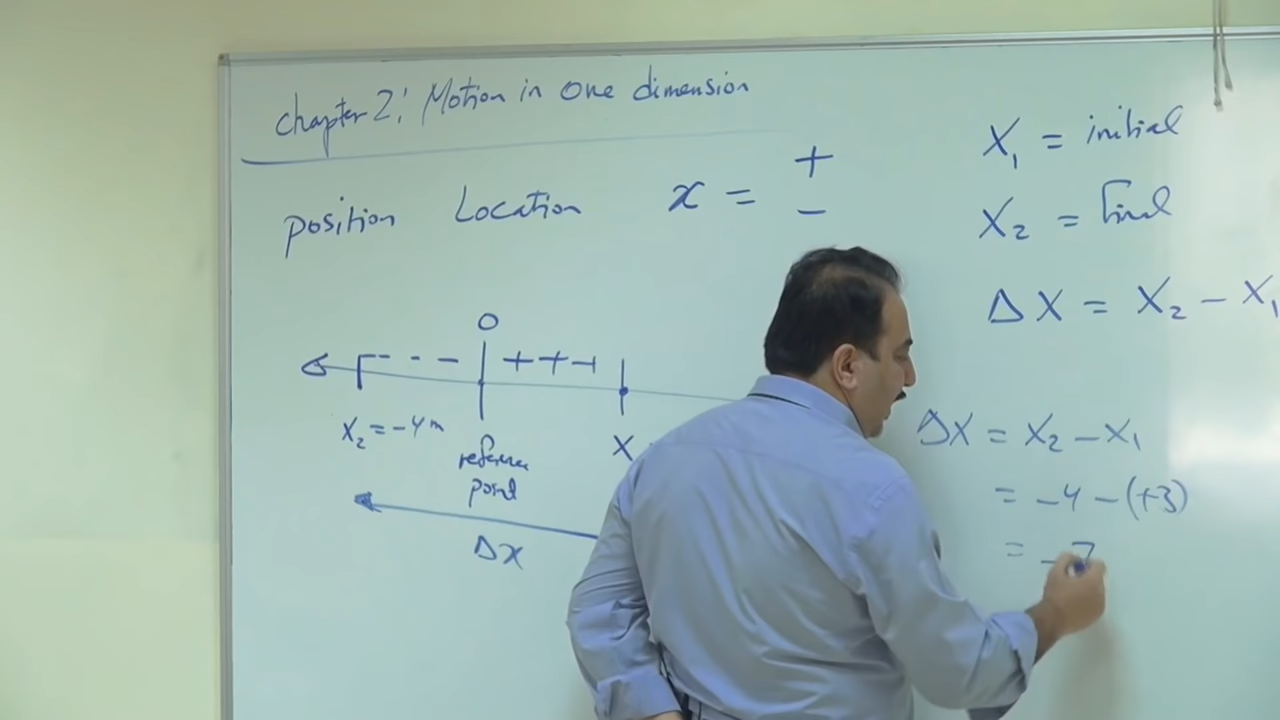 chapter 2: Motion in One dimension
position Location x = + -
X₁ = initial
X₂ = Final
ΔX = X₂ - X₁
0
- - - + + +
X₂ = -4m
reference point
X
Δx
ΔX = X₂ - X₁
= -4 - (+3)
= -7